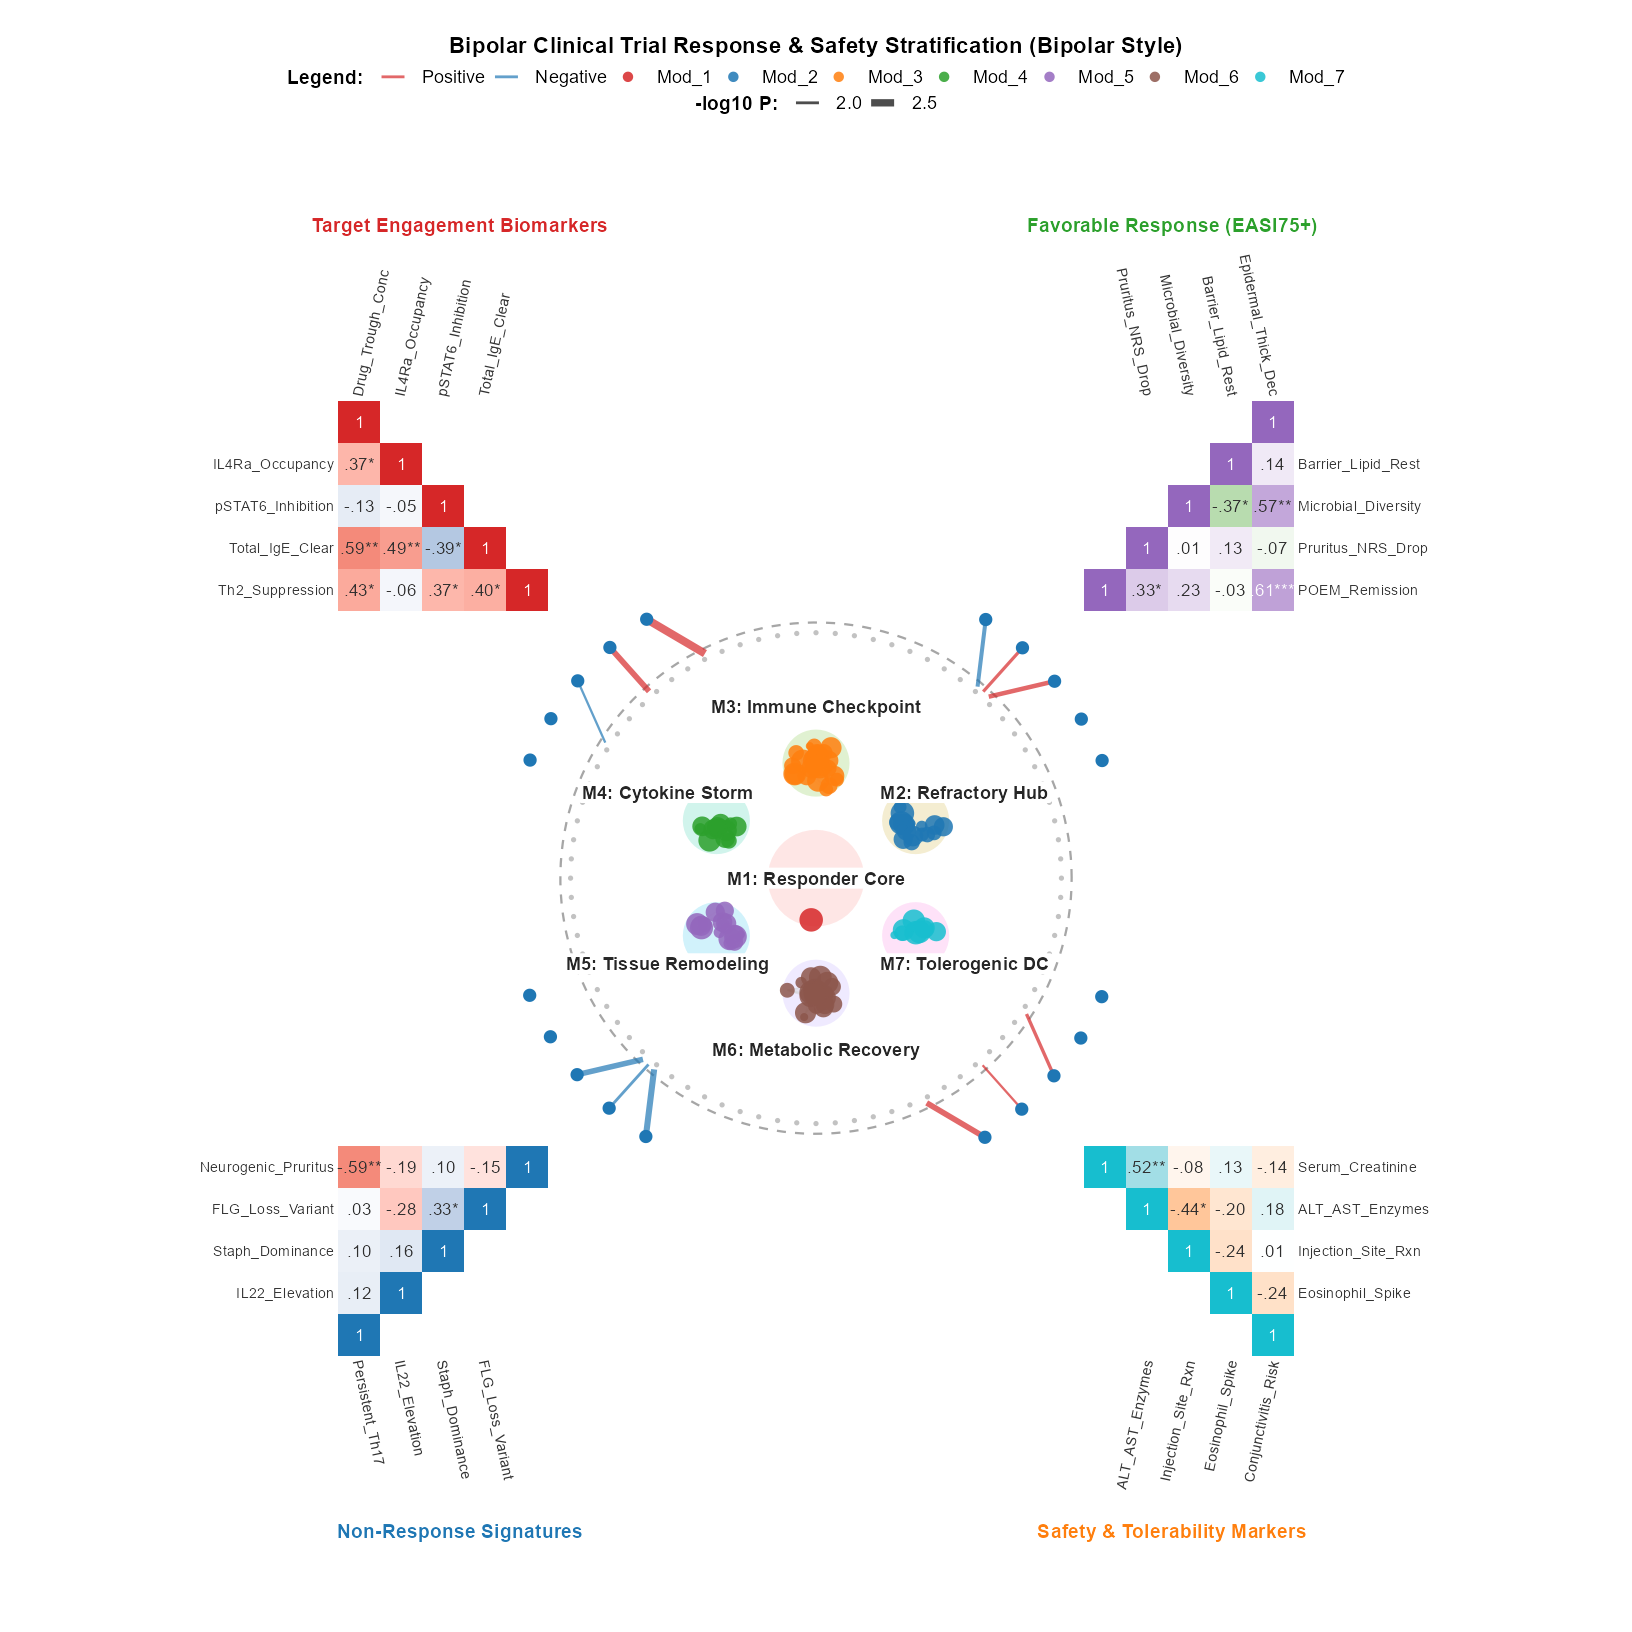 Bipolar Clinical Trial Response & Safety Stratification (Bipolar Style)
Legend: Positive Negative Mod_1 Mod_2 Mod_3 Mod_4 Mod_5 Mod_6 Mod_7
-log10 P: 2.0 2.5
Target Engagement Biomarkers
Drug_Trough_Conc
IL4Ra_Occupancy
pSTAT6_Inhibition
Total_IgE_Clear
1
IL4Ra_Occupancy .37* 1
pSTAT6_Inhibition -.13 -.05 1
Total_IgE_Clear .59** .49** -.39* 1
Th2_Suppression .43* -.06 .37* .40* 1
Favorable Response (EASI75+)
Pruritus_NRS_Drop
Microbial_Diversity
Barrier_Lipid_Rest
Epidermal_Thick_Dec
1
1 .14 Barrier_Lipid_Rest
1 -.37* .57** Microbial_Diversity
1 .01 .13 -.07 Pruritus_NRS_Drop
1 .33* .23 -.03 .61*** POEM_Remission
M3: Immune Checkpoint
M4: Cytokine Storm
M2: Refractory Hub
M1: Responder Core
M5: Tissue Remodeling
M7: Tolerogenic DC
M6: Metabolic Recovery
Neurogenic_Pruritus -.59** -.19 .10 -.15 1
FLG_Loss_Variant .03 -.28 .33* 1
Staph_Dominance .10 .16 1
IL22_Elevation .12 1
1
Persistent_Th17
IL22_Elevation
Staph_Dominance
FLG_Loss_Variant
Non-Response Signatures
1 .52** -.08 .13 -.14 Serum_Creatinine
1 -.44* -.20 .18 ALT_AST_Enzymes
1 -.24 .01 Injection_Site_Rxn
1 -.24 Eosinophil_Spike
1
ALT_AST_Enzymes
Injection_Site_Rxn
Eosinophil_Spike
Conjunctivitis_Risk
Safety & Tolerability Markers